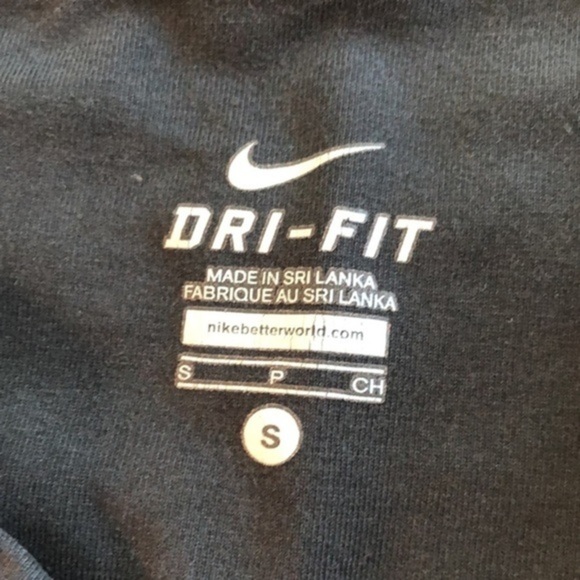 DRI-FIT
MADE IN SRI LANKA
FABRIQUE AU SRI LANKA
nikebetterworld.com
S P CH
S